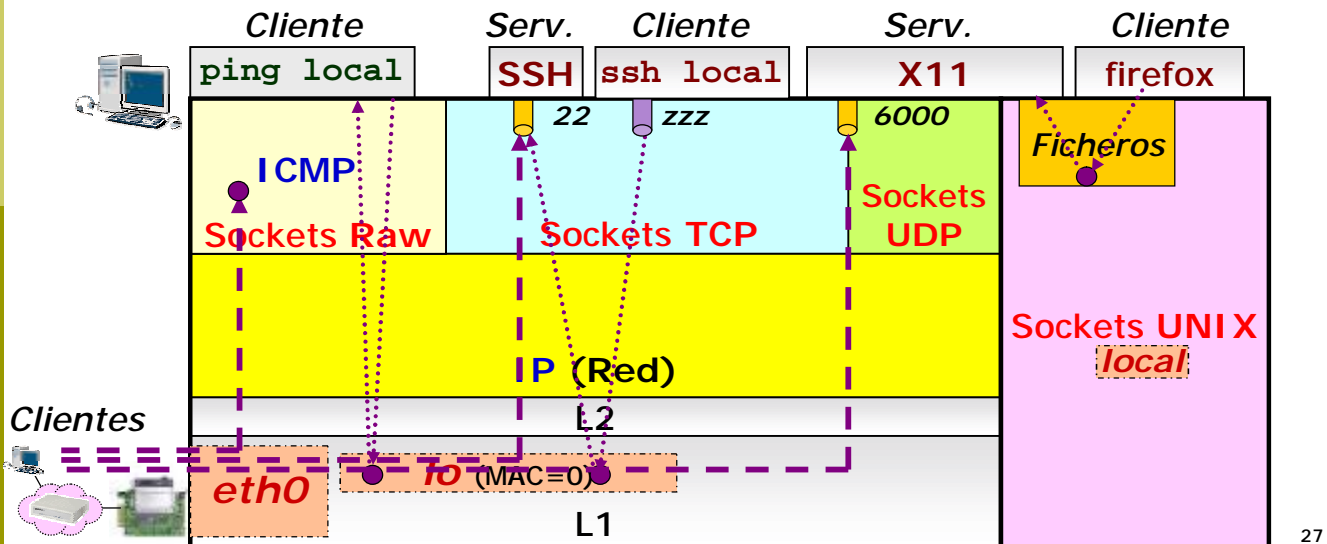 Cliente Serv. Cliente Serv. Cliente
ping local SSH ssh local X11 firefox
22 zzz 6000
Ficheros
ICMP
Sockets Raw Sockets TCP Sockets UDP
Sockets UNIX
local
IP (Red)
L2
Clientes
eth0 lo (MAC=0)
L1
27